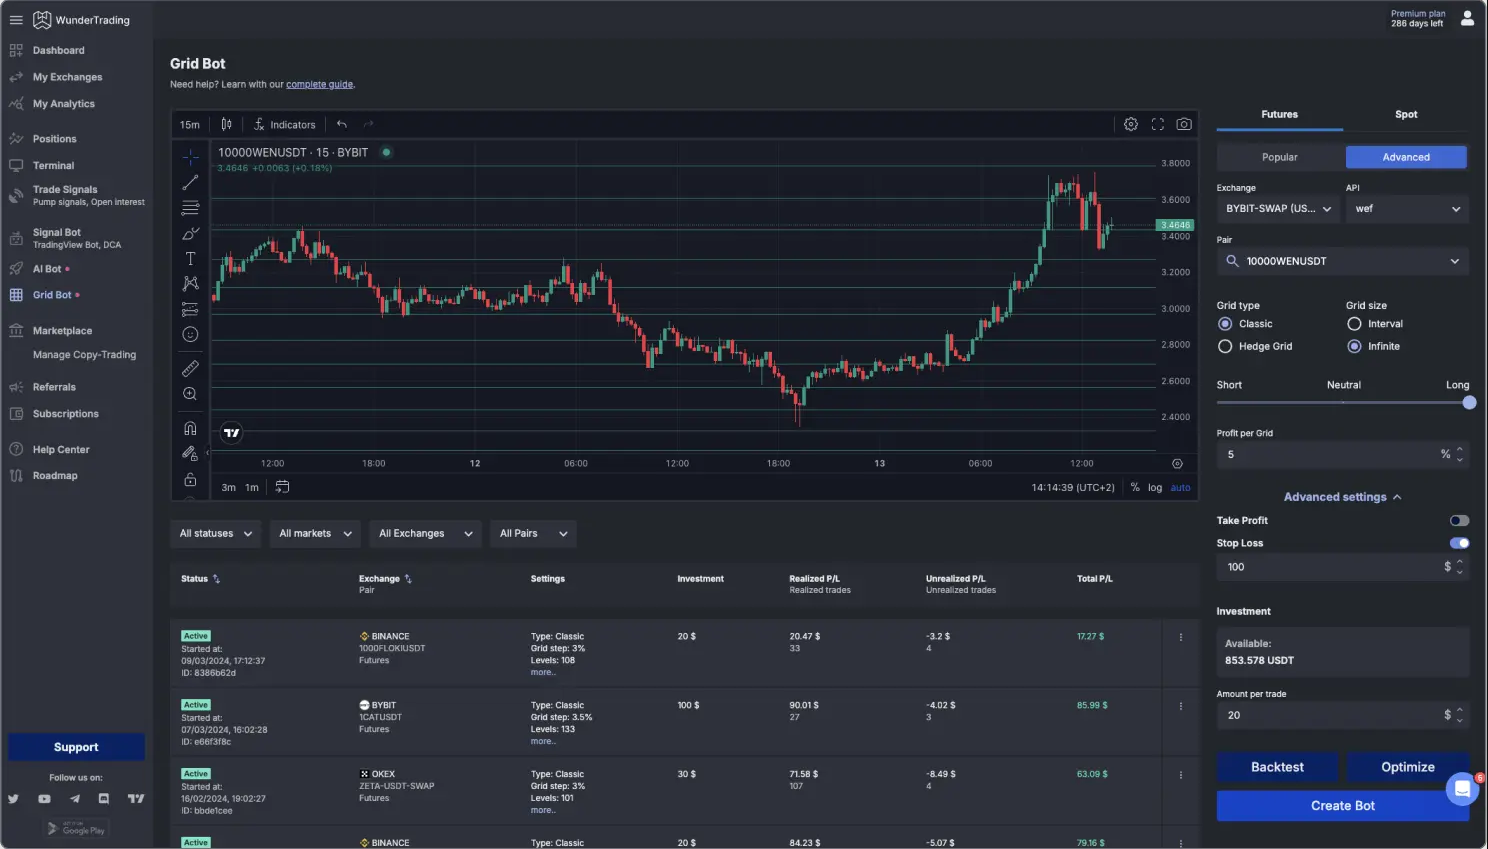 WunderTrading
Premium plan
286 days left
Dashboard
My Exchanges
My Analytics
Positions
Terminal
Trade Signals
Pump signals, Open interest
Signal Bot
TradingView Bot, DCA
AI Bot
Grid Bot
Marketplace
Manage Copy-Trading
Referrals
Subscriptions
Help Center
Roadmap
Support
Follow us on:
GET IT ON
Google Play
Grid Bot
Need help? Learn with our complete guide.
15m
Indicators
10000WENUSDT · 15 · BYBIT
3.4646 +0.0063 (+0.18%)
3.8000
3.6000
3.4646
3.4000
3.2000
3.0000
2.8000
2.6000
2.4000
12:00 18:00 12 06:00 12:00 18:00 13 06:00 12:00
3m 1m 14:14:39 (UTC+2) % log auto
All statuses All markets All Exchanges All Pairs
Status Exchange Settings Investment Realized P/L Unrealized P/L Total P/L
Pair Realized trades Unrealized trades
Active BINANCE Type: Classic 20 $ 20.47 $ -3.2 $ 17.27 $
Started at: 1000FLOKIUSDT Grid step: 3% 33 4
09/03/2024, 17:12:37 Futures Levels: 108
ID: 8386b62d more..
Active BYBIT Type: Classic 100 $ 90.01 $ -4.02 $ 85.99 $
Started at: 1CATUSDT Grid step: 3.5% 27 3
07/03/2024, 16:02:28 Futures Levels: 133
ID: e66f3f8c more..
Active OKEX Type: Classic 30 $ 71.58 $ -8.49 $ 63.09 $
Started at: ZETA-USDT-SWAP Grid step: 3% 107 4
16/02/2024, 19:02:27 Futures Levels: 101
ID: bbde1cee more..
Active BINANCE Type: Classic 20 $ 84.23 $ -5.07 $ 79.16 $
Futures Spot
Popular Advanced
Exchange API
BYBIT-SWAP (US... wef
Pair
10000WENUSDT
Grid type Grid size
Classic Interval
Hedge Grid Infinite
Short Neutral Long
Profit per Grid
5 %
Advanced settings
Take Profit
Stop Loss
100 $
Investment
Available:
853.578 USDT
Amount per trade
20 $
Backtest Optimize
6
Create Bot